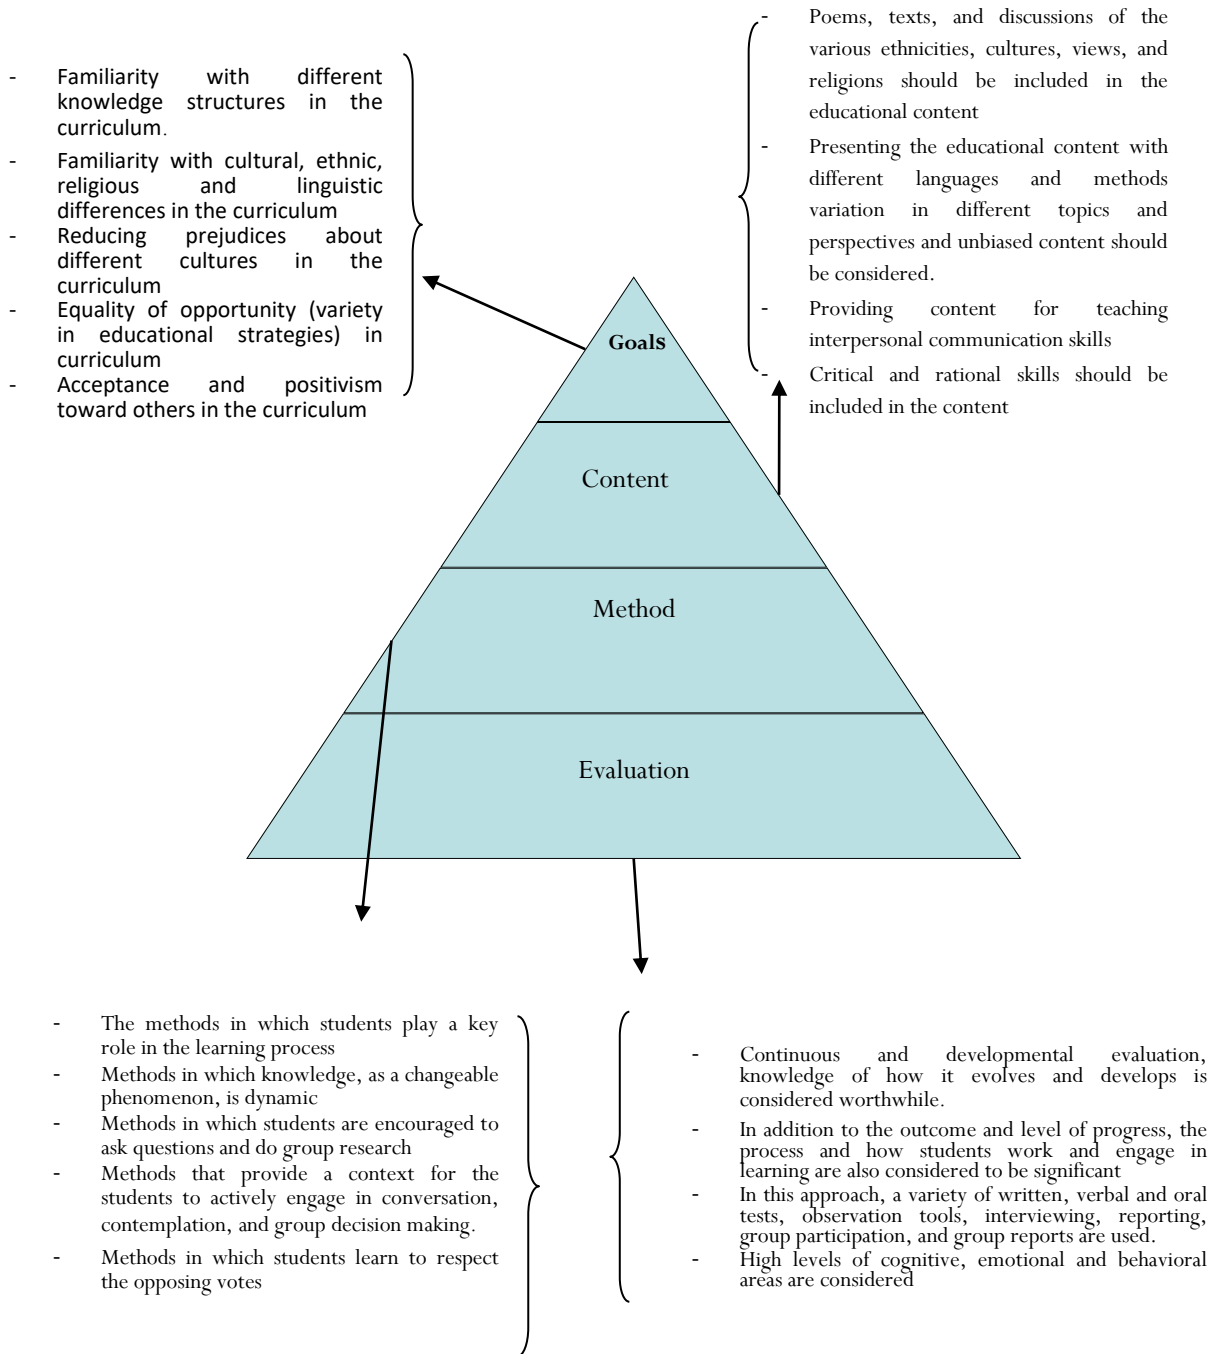 - Familiarity with different
knowledge structures in the
curriculum.
- Familiarity with cultural, ethnic,
religious and linguistic
differences in the curriculum
- Reducing prejudices about
different cultures in the
curriculum
- Equality of opportunity (variety
in educational strategies) in
curriculum
- Acceptance and positivism
toward others in the curriculum
- Poems, texts, and discussions of the
various ethnicities, cultures, views, and
religions should be included in the
educational content
- Presenting the educational content with
different languages and methods
variation in different topics and
perspectives and unbiased content should
be considered.
- Providing content for teaching
interpersonal communication skills
- Critical and rational skills should be
included in the content
Goals
Content
Method
Evaluation
- The methods in which students play a key
role in the learning process
- Methods in which knowledge, as a changeable
phenomenon, is dynamic
- Methods in which students are encouraged to
ask questions and do group research
- Methods that provide a context for the
students to actively engage in conversation,
contemplation, and group decision making.
- Methods in which students learn to respect
the opposing votes
- Continuous and developmental evaluation,
knowledge of how it evolves and develops is
considered worthwhile.
- In addition to the outcome and level of progress, the
process and how students work and engage in
learning are also considered to be significant
- In this approach, a variety of written, verbal and oral
tests, observation tools, interviewing, reporting,
group participation, and group reports are used.
- High levels of cognitive, emotional and behavioral
areas are considered